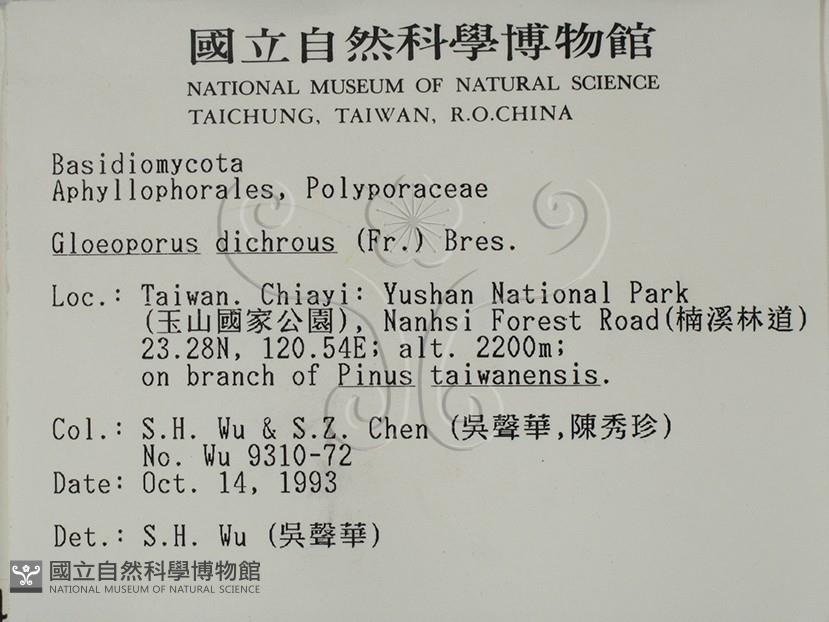 國立自然科學博物館
NATIONAL MUSEUM OF NATURAL SCIENCE
TAICHUNG, TAIWAN, R.O.CHINA
Basidiomycota
Aphyllophorales, Polyporaceae
Gloeoporus dichrous (Fr.) Bres.
Loc.: Taiwan. Chiayi: Yushan National Park
(玉山國家公園), Nanhsi Forest Road(楠溪林道)
23.28N, 120.54E; alt. 2200m;
on branch of Pinus taiwanensis.
Col.: S.H. Wu & S.Z. Chen (吳聲華,陳秀珍)
No. Wu 9310-72
Date: Oct. 14, 1993
Det.: S.H. Wu (吳聲華)
國立自然科學博物館
NATIONAL MUSEUM OF NATURAL SCIENCE